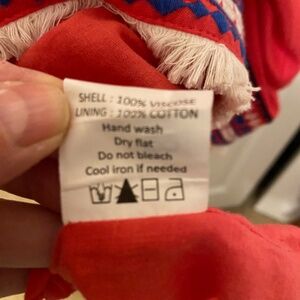 SHELL : 100% VISCOSE
LINING : 100% COTTON
Hand wash
Dry flat
Do not bleach
Cool iron if needed